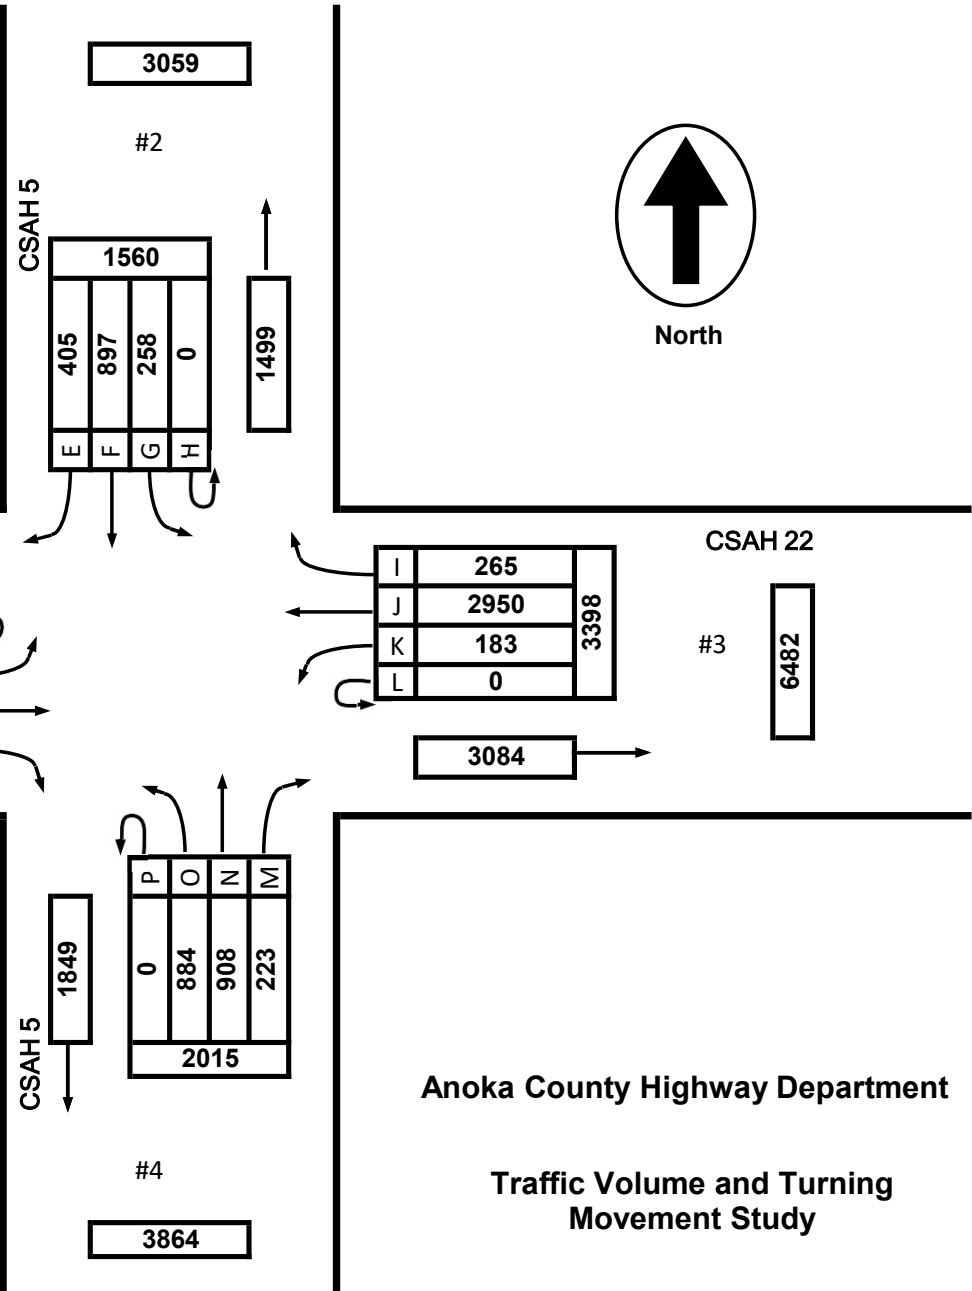 3059
#2
CSAH 5
1560
405
897
258
0
E
F
G
H
1499
North
CSAH 22
I 265
J 2950
K 183
L 0
3398
#3
6482
3084
P
O
N
M
0
884
908
223
2015
1849
CSAH 5
#4
3864
Anoka County Highway Department
Traffic Volume and Turning
Movement Study